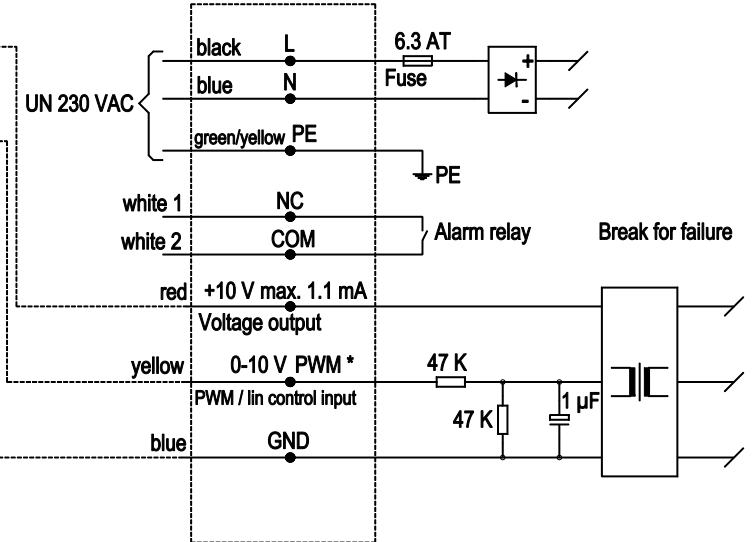 black L 6.3 AT
+
Fuse
blue N
-
UN 230 VAC
green/yellow PE
PE
white 1 NC
Alarm relay Break for failure
white 2 COM
red +10 V max. 1.1 mA
Voltage output
yellow 0-10 V PWM * 47 K
PWM / lin control input
47 K 1 µF
blue GND